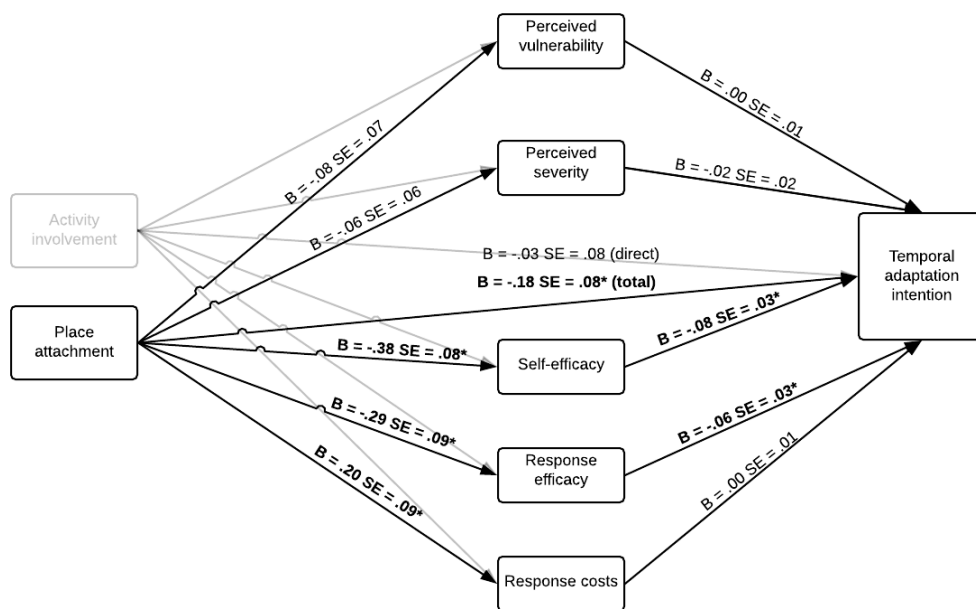 Perceived
vulnerability
B = .00 SE = .01
B = -.08 SE = .07
Perceived
severity
B = -.02 SE = .02
B = -.06 SE = .06
Activity
involvement
B = -.03 SE = .08 (direct)
B = -.18 SE = .08* (total)
Temporal
adaptation
intention
Place
attachment
B = -.38 SE = .08*
Self-efficacy
B = -.08 SE = .03*
B = -.29 SE = .09*
Response
efficacy
B = -.06 SE = .03*
B = .20 SE = .09*
Response costs
B = .00 SE = .01